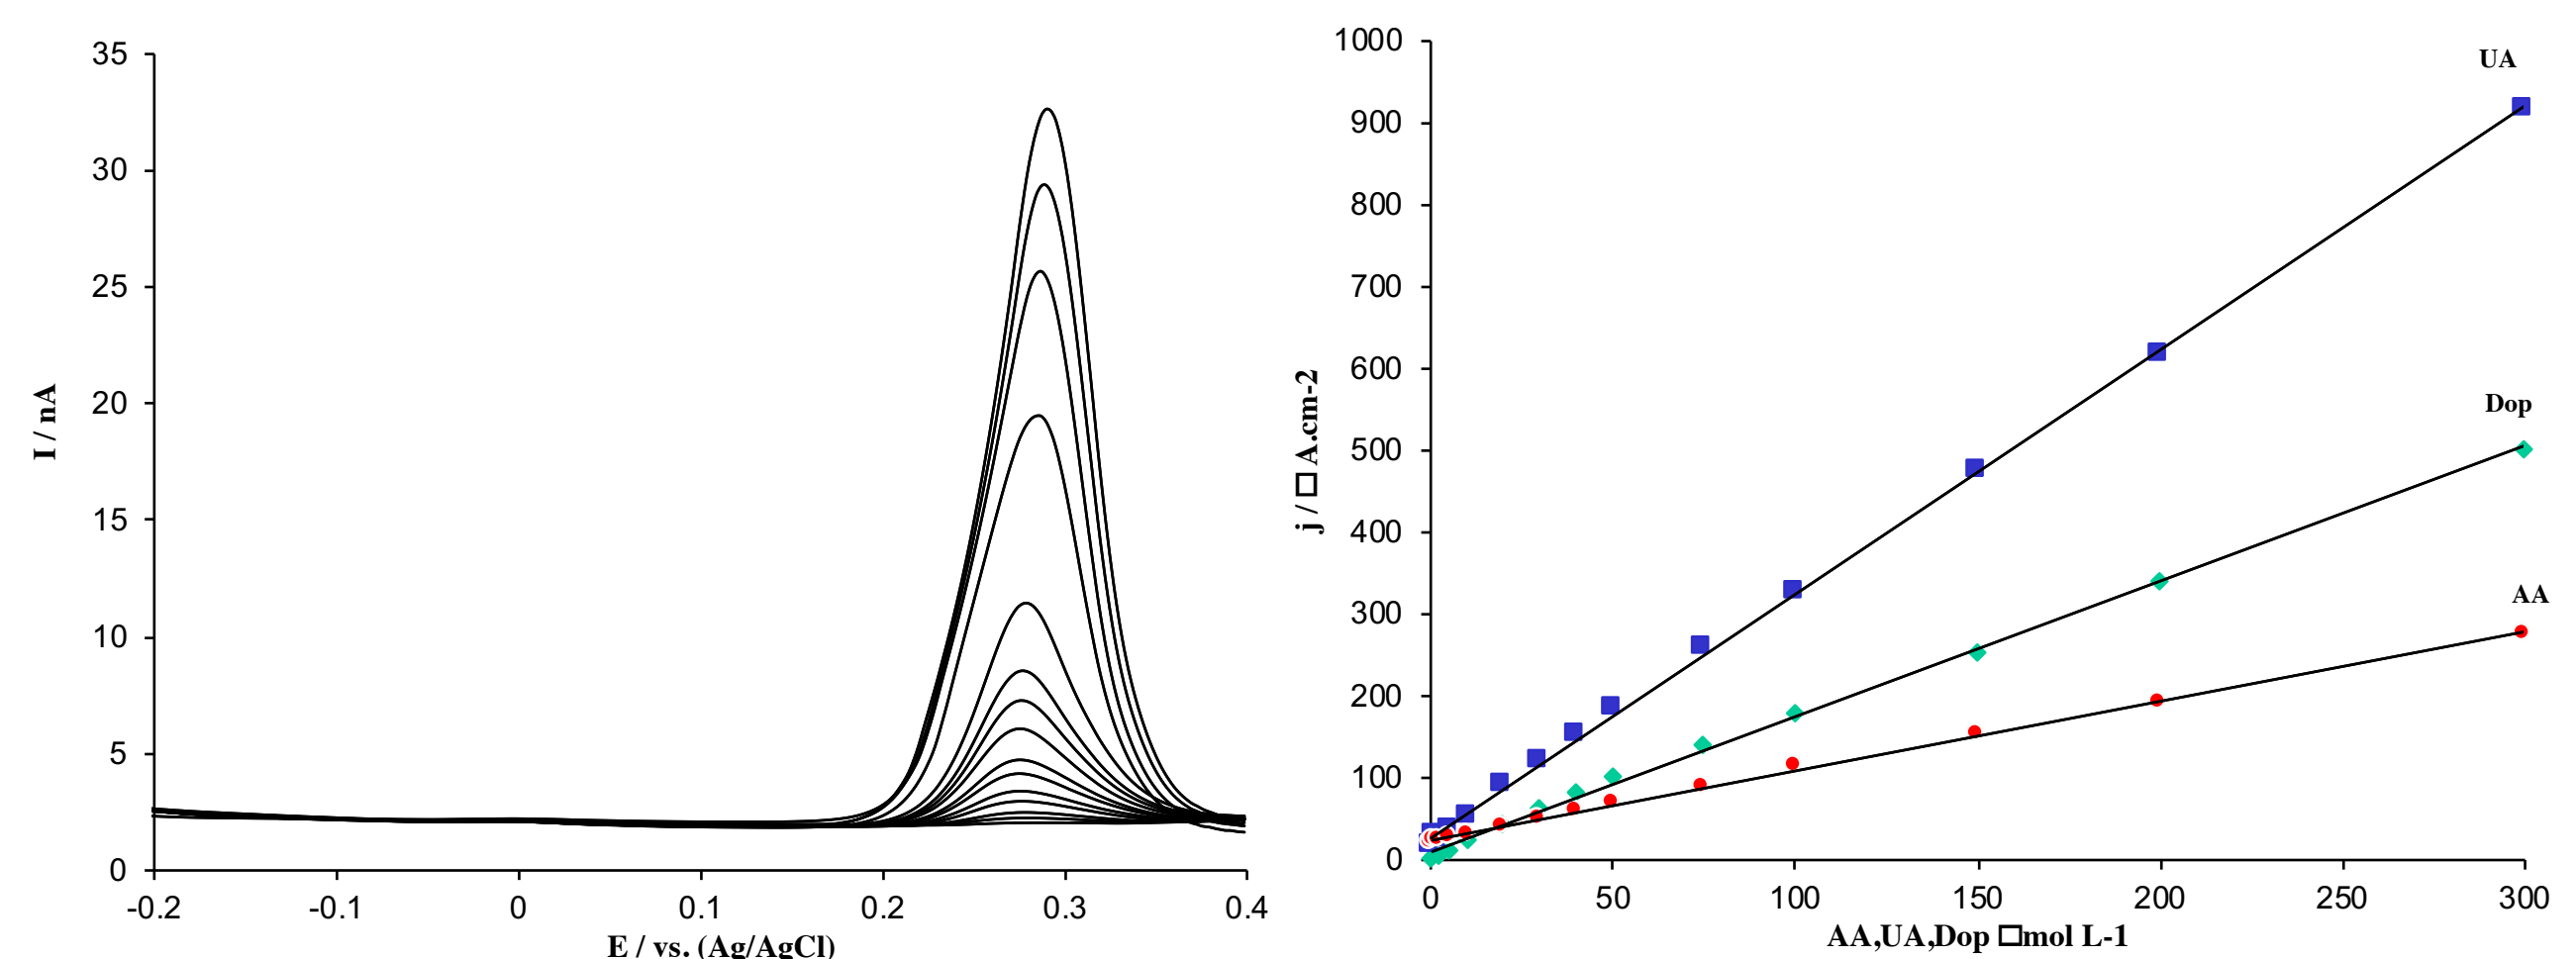 35
30
25
20
15
10
5
0
-0.2 -0.1 0 0.1 0.2 0.3 0.4
I / nA
E / vs. (Ag/AgCl)
1000
900
800
700
600
500
400
300
200
100
0
0 50 100 150 200 250 300
j / □ A.cm-2
AA,UA,Dop □mol L-1
UA
Dop
AA